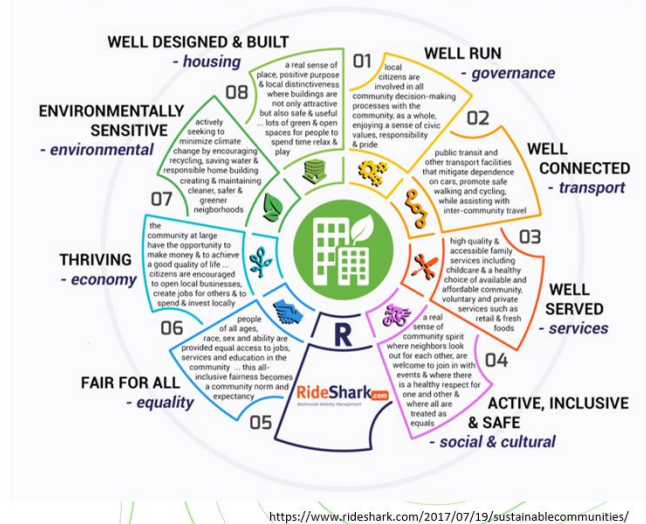 WELL DESIGNED & BUILT
- housing
08
a real sense of
place, positive purpose
& local distinctiveness
where buildings are
not only attractive
but also safe & useful
... lots of green & open
spaces for people to
spend time relax &
play
01
WELL RUN
- governance
local
citizens are
involved in all
community decision-making
processes with the
community, as a whole,
enjoying a sense of civic
values, responsibility
& pride
02
WELL
CONNECTED
- transport
public transit and
other transport facilities
that mitigate dependence
on cars, promote safe
walking and cycling,
while assisting with
inter-community travel
03
WELL
SERVED
- services
high quality &
accessible family
services including
childcare & a healthy
choice of available and
affordable community,
voluntary and private
services such as
retail & fresh
foods
04
ACTIVE, INCLUSIVE
& SAFE
- social & cultural
a real
sense of
community spirit
where neighbors look
out for each other, are
welcome to join in with
events & where there
is a healthy respect for
one and other &
where all are
treated as
equals
R
RideShark.com
Multimodal Mobility Management
05
FAIR FOR ALL
- equality
people
of all ages,
race, sex and ability are
provided equal access to jobs,
services and education in the
community ... this all-
inclusive fairness becomes
a community norm and
expectancy
06
THRIVING
- economy
the
community at large
have the opportunity to
make money & to achieve
a good quality of life ...
citizens are encouraged
to open local businesses,
create jobs for others & to
spend & invest locally
07
ENVIRONMENTALLY
SENSITIVE
- environmental
actively
seeking to
minimize climate
change by encouraging
recycling, saving water &
responsible home building
creating & maintaining
cleaner, safer &
greener
neigborhoods
https://www.rideshark.com/2017/07/19/sustainablecommunities/